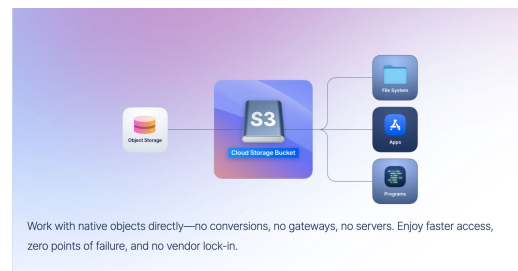 S3
Object Storage
Cloud Storage Bucket
File System
Apps
Programs
Work with native objects directly—no conversions, no gateways, no servers. Enjoy faster access,
zero points of failure, and no vendor lock-in.